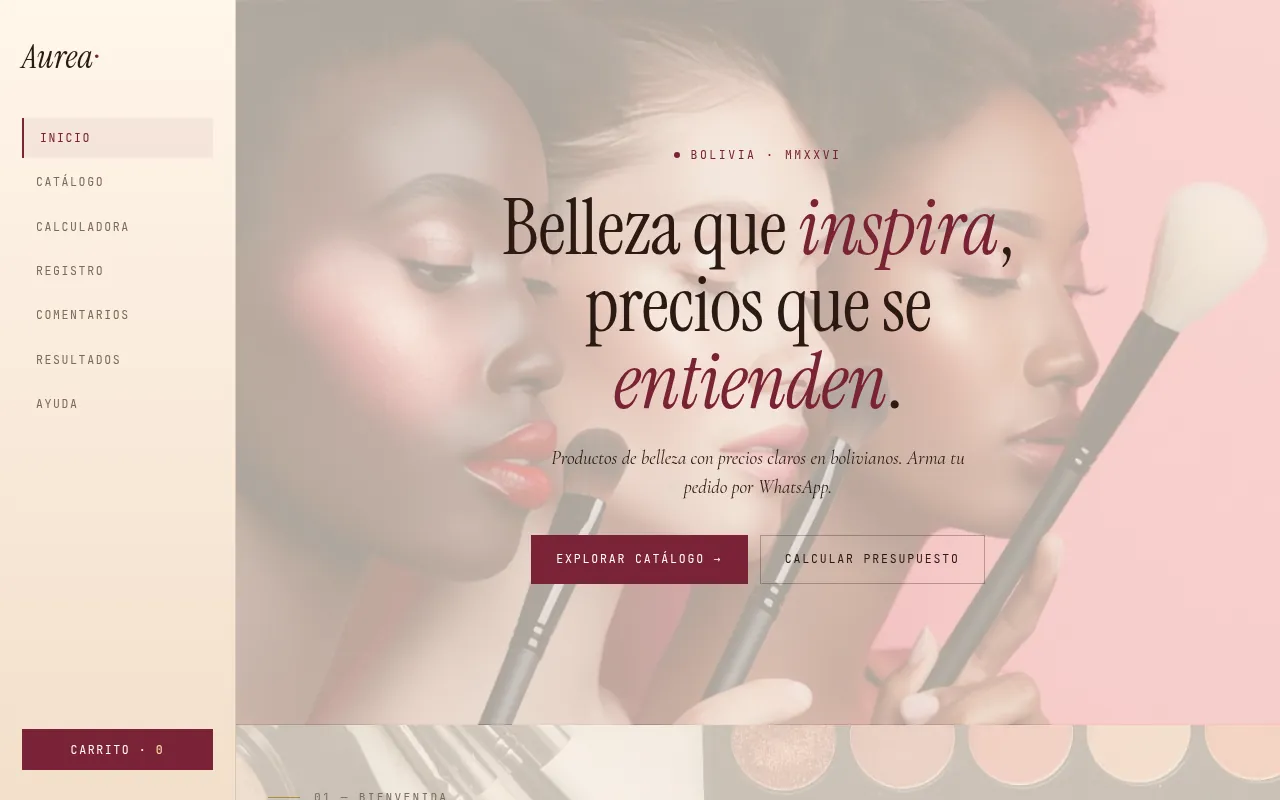 Aurea·
INICIO
CATÁLOGO
CALCULADORA
REGISTRO
COMENTARIOS
RESULTADOS
AYUDA
CARRITO · 0
BOLIVIA · MMXXVI
Belleza que inspira,
precios que se
entienden.
Productos de belleza con precios claros en bolivianos. Arma tu
pedido por WhatsApp.
EXPLORAR CATÁLOGO →
CALCULAR PRESUPUESTO
01 — BIENVENIDA